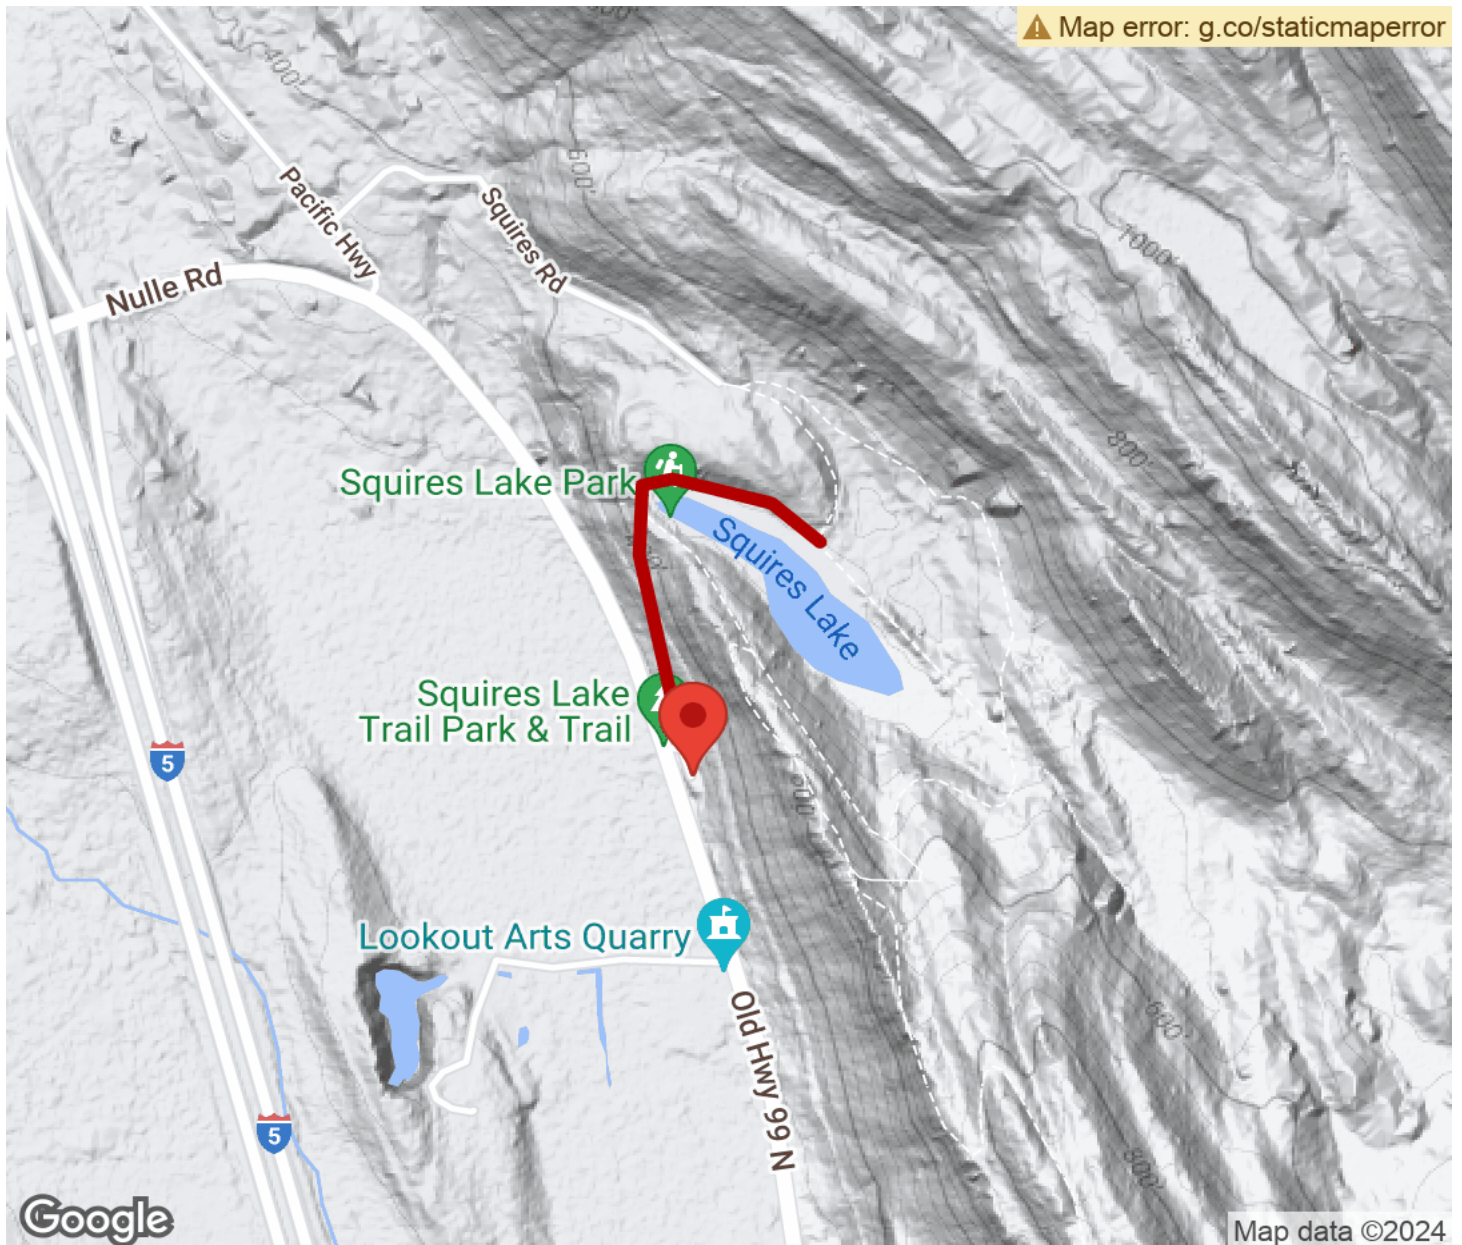 Map error: g.co/staticmaperror
600'
400'
600'
Pacific Hwy
Squires Rd
1000'
Nulle Rd
800'
Squires Lake Park
Squires Lake
Squires Lake
Trail Park & Trail
5
Lookout Arts Quarry
Old Hwy 99 N
600'
5
800'
Google
Map data ©2024